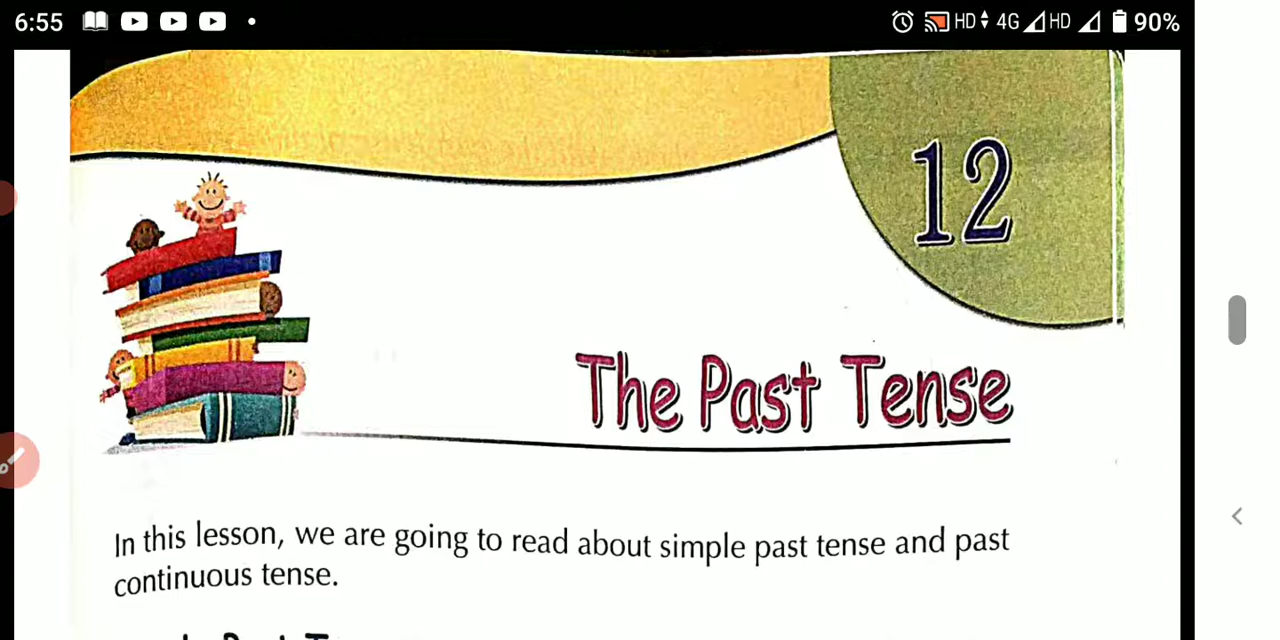 6:55 HD 4G HD 90%
12
The Past Tense
In this lesson, we are going to read about simple past tense and past
continuous tense.